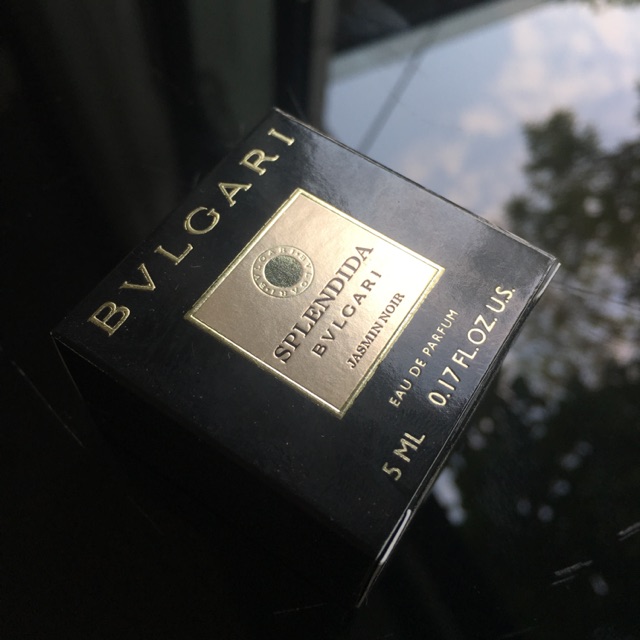 BVLGARI
SPLENDIDA
BVLGARI
JASMIN NOIR
EAU DE PARFUM
5 ML 0.17 FL.OZ.U.S.